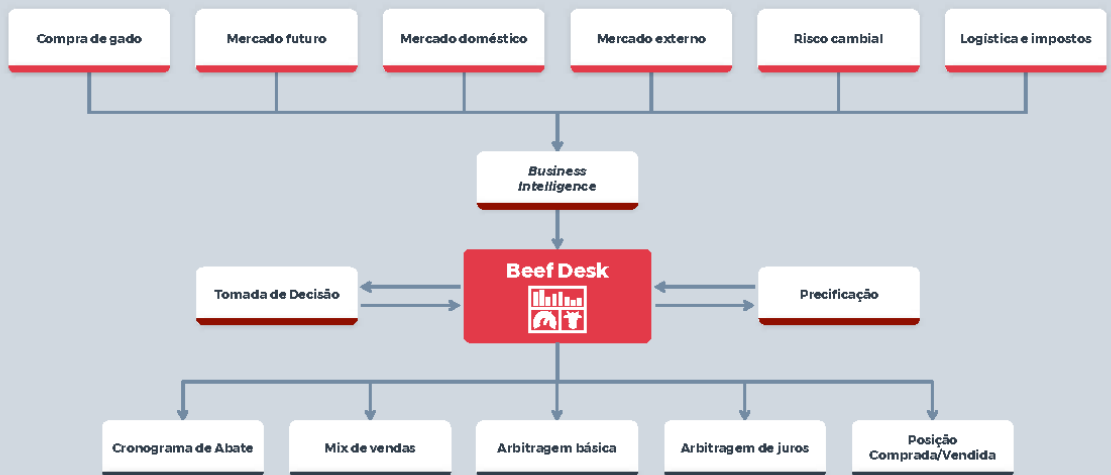 Compra de gado
Mercado futuro
Mercado doméstico
Mercado externo
Risco cambial
Logística e impostos
Business
Intelligence
Beef Desk
Tomada de Decisão
Precificação
Cronograma de Abate
Mix de vendas
Arbitragem básica
Arbitragem de juros
Posição
Comprada/Vendida